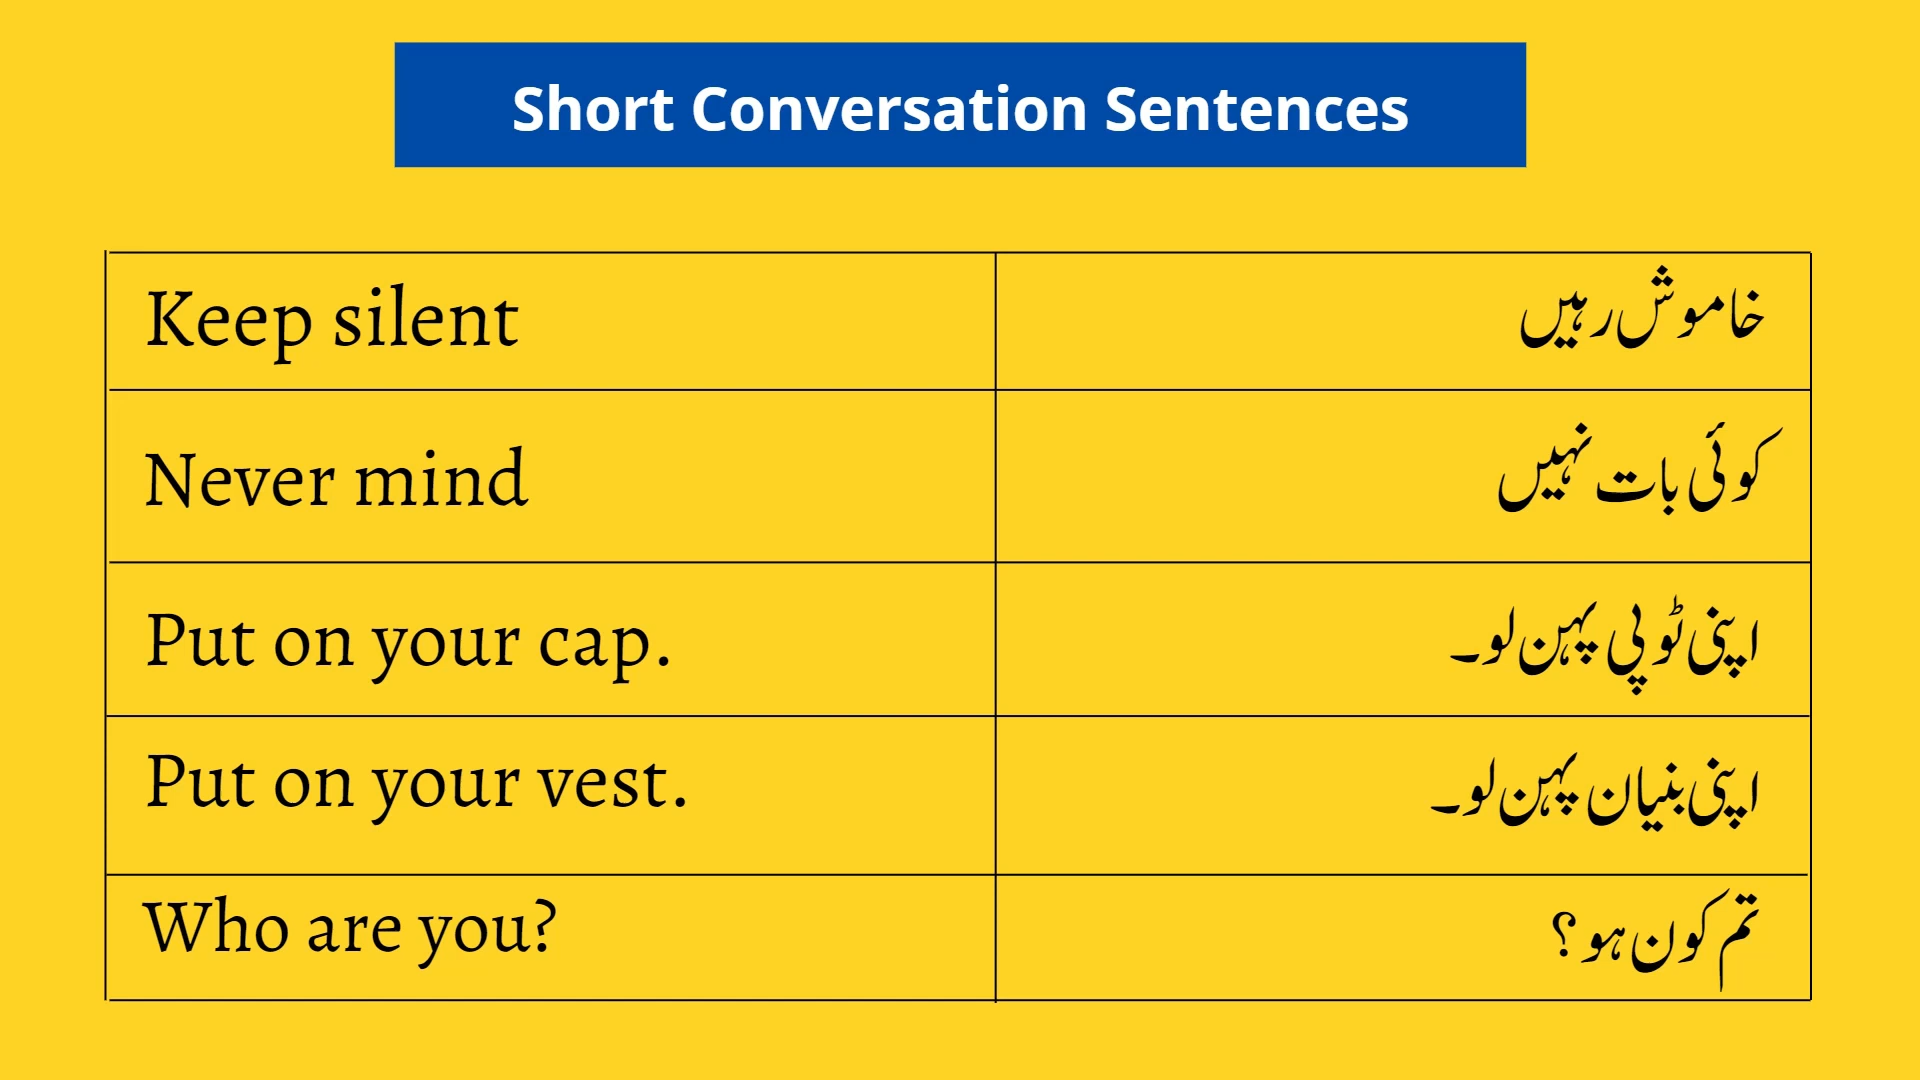 Short Conversation Sentences
Keep silent
خاموش رہیں
Never mind
کوئی بات نہیں
Put on your cap.
اپنی ٹوپی پہن لو۔
Put on your vest.
اپنی بنیان پہن لو۔
Who are you?
تم کون ہو ؟